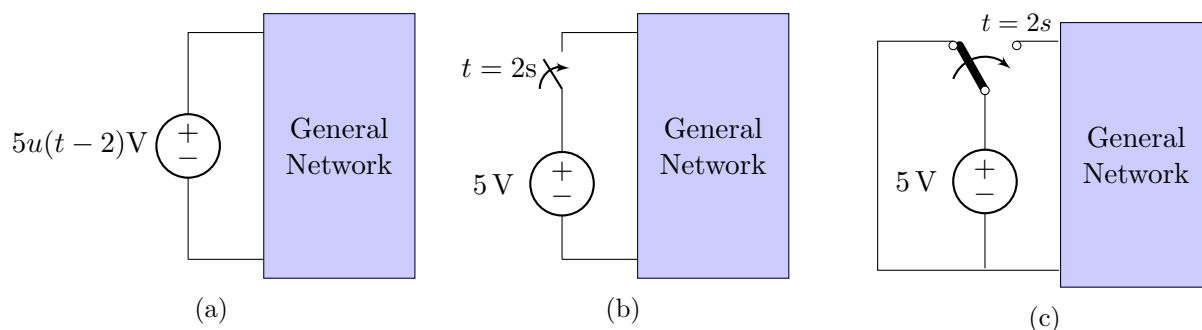 5u(t − 2)V
+
−
General
Network
(a)
t = 2s
5 V
+
−
General
Network
(b)
t = 2s
5 V
+
−
General
Network
(c)